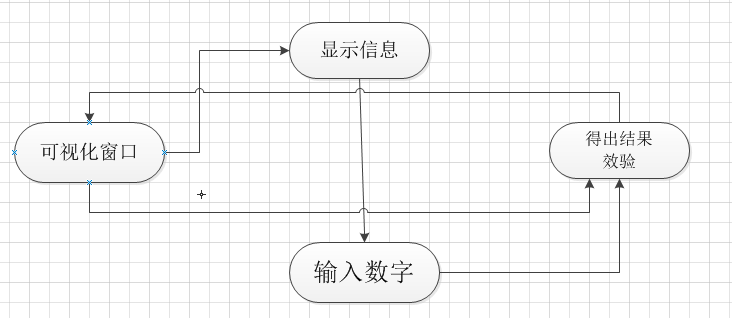 显示信息
可视化窗口
得出结果
效验
输入数字